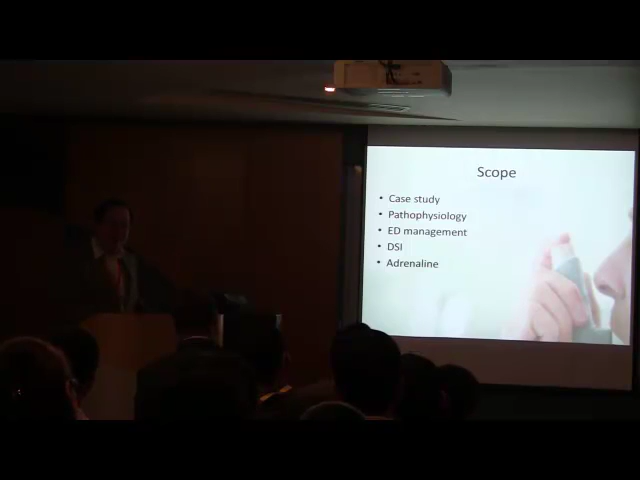 Scope
• Case study
• Pathophysiology
• ED management
• DSI
• Adrenaline